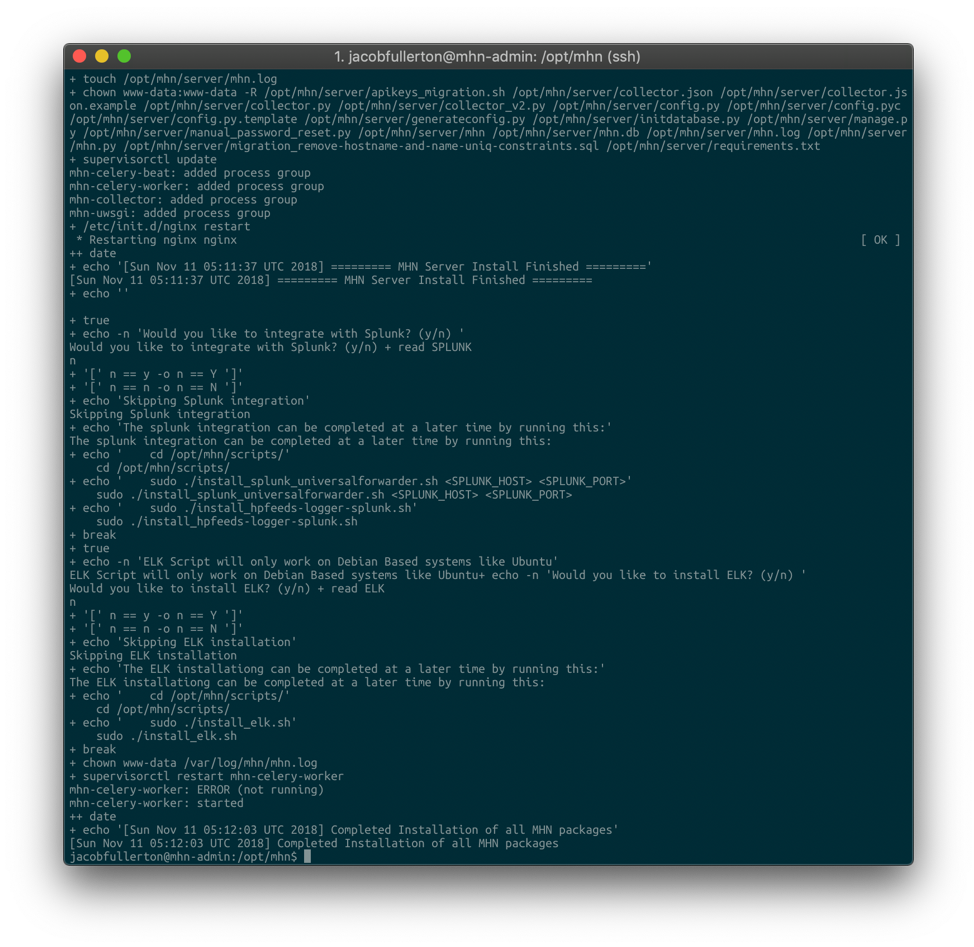 1. jacobfullerton@mhn-admin: /opt/mhn (ssh)
+ touch /opt/mhn/server/mhn.log
+ chown www-data:www-data -R /opt/mhn/server/apikeys_migration.sh /opt/mhn/server/collector.json /opt/mhn/server/collector.js
on.example /opt/mhn/server/collector.py /opt/mhn/server/collector_v2.py /opt/mhn/server/config.py /opt/mhn/server/config.pyc
/opt/mhn/server/config.py.template /opt/mhn/server/generateconfig.py /opt/mhn/server/initdatabase.py /opt/mhn/server/manage.p
y /opt/mhn/server/manual_password_reset.py /opt/mhn/server/mhn /opt/mhn/server/mhn.db /opt/mhn/server/mhn.log /opt/mhn/server
/mhn.py /opt/mhn/server/migration_remove-hostname-and-name-uniq-constraints.sql /opt/mhn/server/requirements.txt
+ supervisorctl update
mhn-celery-beat: added process group
mhn-celery-worker: added process group
mhn-collector: added process group
mhn-uwsgi: added process group
+ /etc/init.d/nginx restart
 * Restarting nginx nginx [ OK ]
++ date
+ echo '[Sun Nov 11 05:11:37 UTC 2018] ========= MHN Server Install Finished ========='
[Sun Nov 11 05:11:37 UTC 2018] ========= MHN Server Install Finished =========
+ echo ''
+ true
+ echo -n 'Would you like to integrate with Splunk? (y/n) '
Would you like to integrate with Splunk? (y/n) + read SPLUNK
n
+ '[' n == y -o n == Y ']'
+ '[' n == n -o n == N ']'
+ echo 'Skipping Splunk integration'
Skipping Splunk integration
+ echo 'The splunk integration can be completed at a later time by running this:'
The splunk integration can be completed at a later time by running this:
+ echo '    cd /opt/mhn/scripts/'
    cd /opt/mhn/scripts/
+ echo '    sudo ./install_splunk_universalforwarder.sh <SPLUNK_HOST> <SPLUNK_PORT>'
    sudo ./install_splunk_universalforwarder.sh <SPLUNK_HOST> <SPLUNK_PORT>
+ echo '    sudo ./install_hpfeeds-logger-splunk.sh'
    sudo ./install_hpfeeds-logger-splunk.sh
+ break
+ true
+ echo -n 'ELK Script will only work on Debian Based systems like Ubuntu'
ELK Script will only work on Debian Based systems like Ubuntu+ echo -n 'Would you like to install ELK? (y/n) '
Would you like to install ELK? (y/n) + read ELK
n
+ '[' n == y -o n == Y ']'
+ '[' n == n -o n == N ']'
+ echo 'Skipping ELK installation'
Skipping ELK installation
+ echo 'The ELK installationg can be completed at a later time by running this:'
The ELK installationg can be completed at a later time by running this:
+ echo '    cd /opt/mhn/scripts/'
    cd /opt/mhn/scripts/
+ echo '    sudo ./install_elk.sh'
    sudo ./install_elk.sh
+ break
+ chown www-data /var/log/mhn/mhn.log
+ supervisorctl restart mhn-celery-worker
mhn-celery-worker: ERROR (not running)
mhn-celery-worker: started
++ date
+ echo '[Sun Nov 11 05:12:03 UTC 2018] Completed Installation of all MHN packages'
[Sun Nov 11 05:12:03 UTC 2018] Completed Installation of all MHN packages
jacobfullerton@mhn-admin:/opt/mhn$